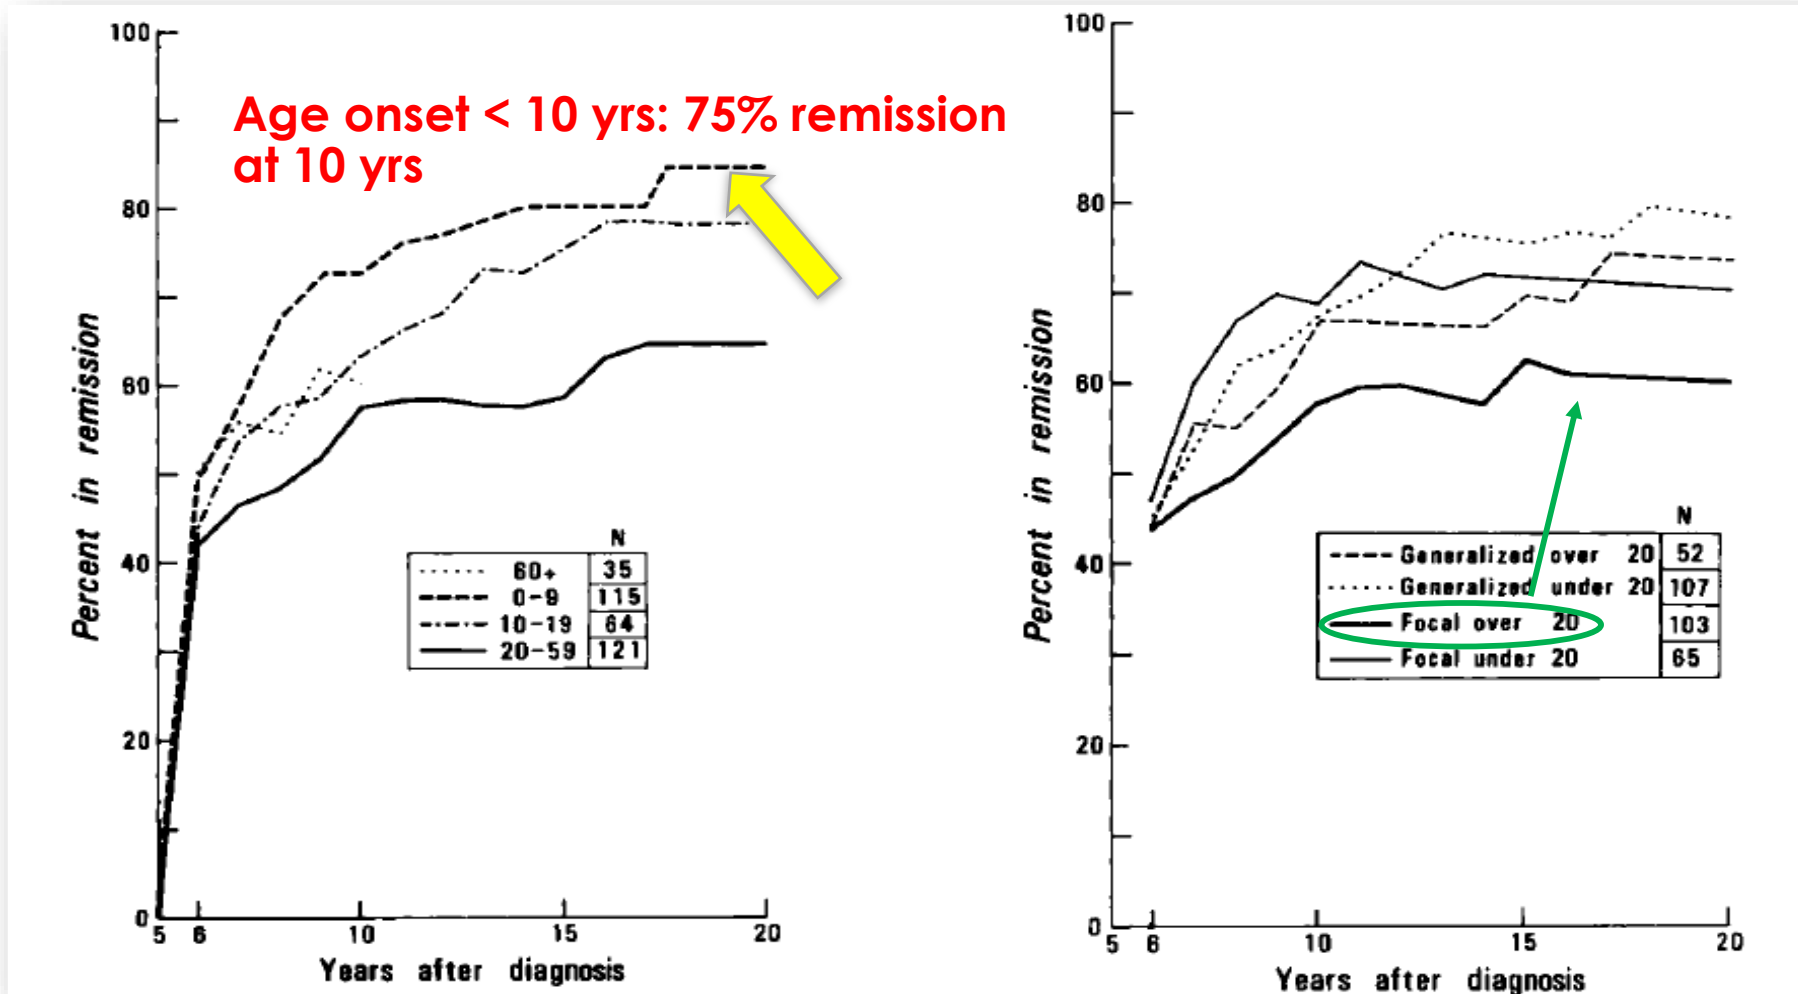 Age onset < 10 yrs: 75% remission
at 10 yrs
100
80
60
40
20
0
Percent in remission
5 6 10 15 20
Years after diagnosis
N
60+ 35
0-9 115
10-19 64
20-59 121
100
80
60
40
20
0
Percent in remission
5 6 10 15 20
Years after diagnosis
N
Generalized over 20 52
Generalized under 20 107
Focal over 20 103
Focal under 20 65